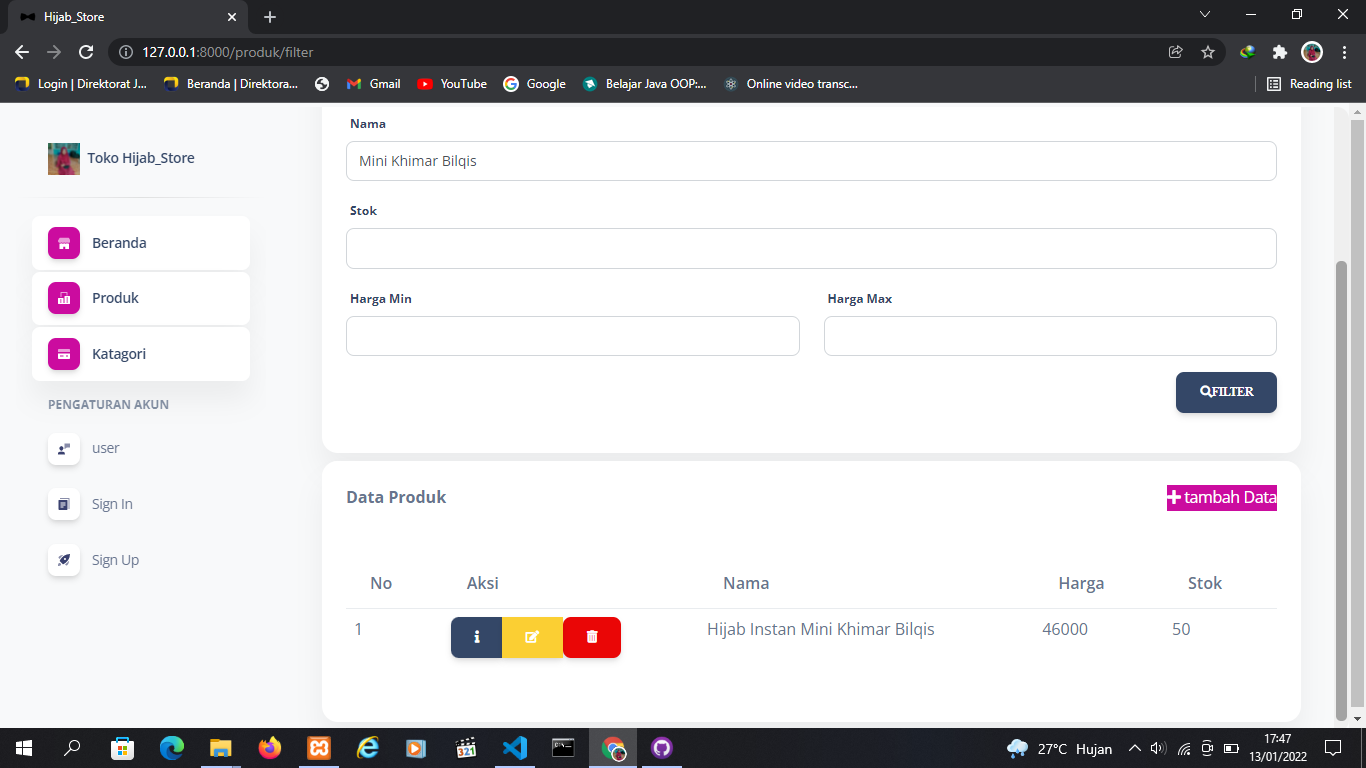 Hijab_Store
127.0.0.1:8000/produk/filter
Login | Direktorat J... Beranda | Direktora... Gmail YouTube Google Belajar Java OOP:... Online video transc... Reading list
Toko Hijab_Store
Beranda
Produk
Katagori
PENGATURAN AKUN
user
Sign In
Sign Up
Nama
Mini Khimar Bilqis
Stok
Harga Min Harga Max
FILTER
Data Produk tambah Data
No Aksi Nama Harga Stok
1 Hijab Instan Mini Khimar Bilqis 46000 50
321
27°C Hujan
17:47
13/01/2022